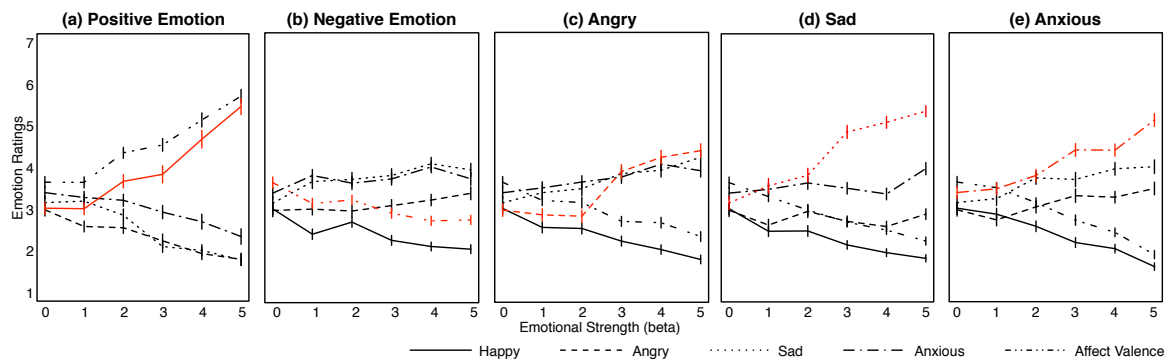 (a) Positive Emotion
(b) Negative Emotion
(c) Angry
(d) Sad
(e) Anxious
Emotion Ratings
7
6
5
4
3
2
1
0 1 2 3 4 5
0 1 2 3 4 5
0 1 2 3 4 5
0 1 2 3 4 5
0 1 2 3 4 5
Emotional Strength (beta)
Happy
Angry
Sad
Anxious
Affect Valence